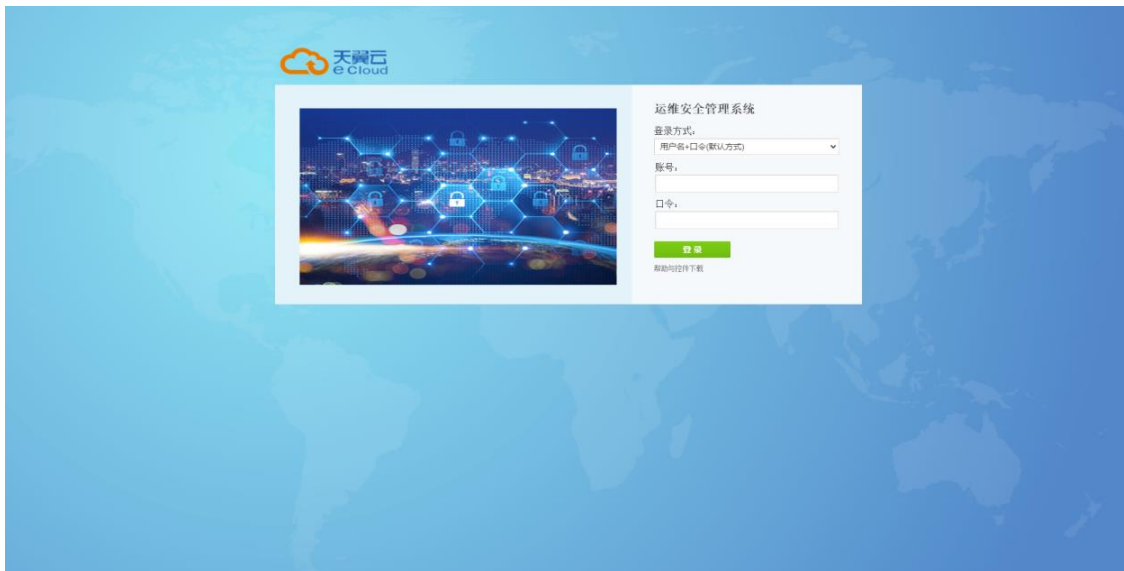 天翼云
e Cloud
运维安全管理系统
登录方式:
用户名+口令(默认方式)
账号:
口令:
登录
帮助与控件下载